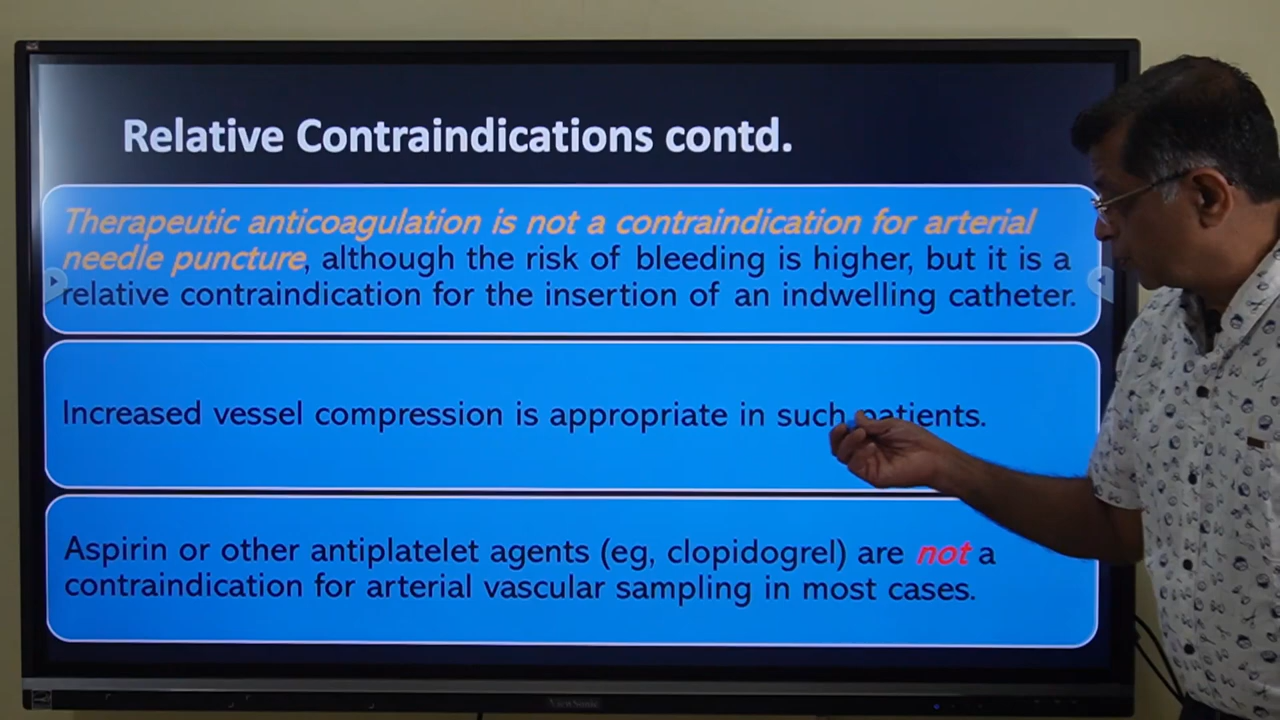 Relative Contraindications contd.
Therapeutic anticoagulation is not a contraindication for arterial
needle puncture, although the risk of bleeding is higher, but it is a
relative contraindication for the insertion of an indwelling catheter.
Increased vessel compression is appropriate in such patients.
Aspirin or other antiplatelet agents (eg, clopidogrel) are not a
contraindication for arterial vascular sampling in most cases.
ViewSonic